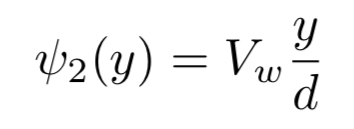 ψ₂(y) = V_w y/d